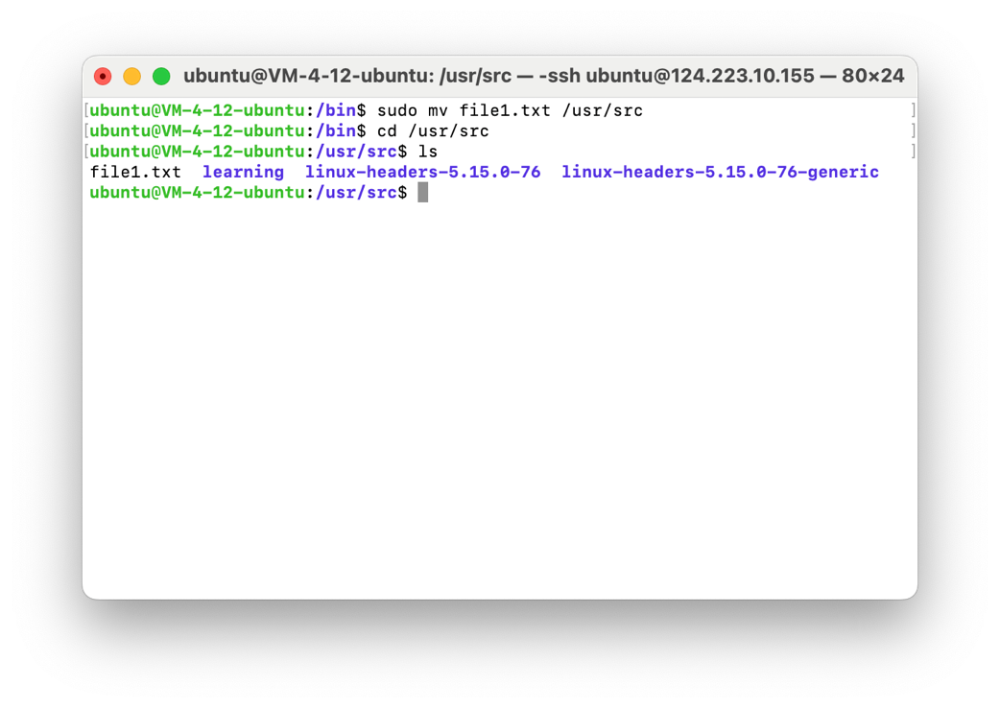 ubuntu@VM-4-12-ubuntu: /usr/src — -ssh ubuntu@124.223.10.155 — 80×24
[ubuntu@VM-4-12-ubuntu:/bin$ sudo mv file1.txt /usr/src ]
[ubuntu@VM-4-12-ubuntu:/bin$ cd /usr/src ]
[ubuntu@VM-4-12-ubuntu:/usr/src$ ls ]
file1.txt  learning  linux-headers-5.15.0-76  linux-headers-5.15.0-76-generic
ubuntu@VM-4-12-ubuntu:/usr/src$